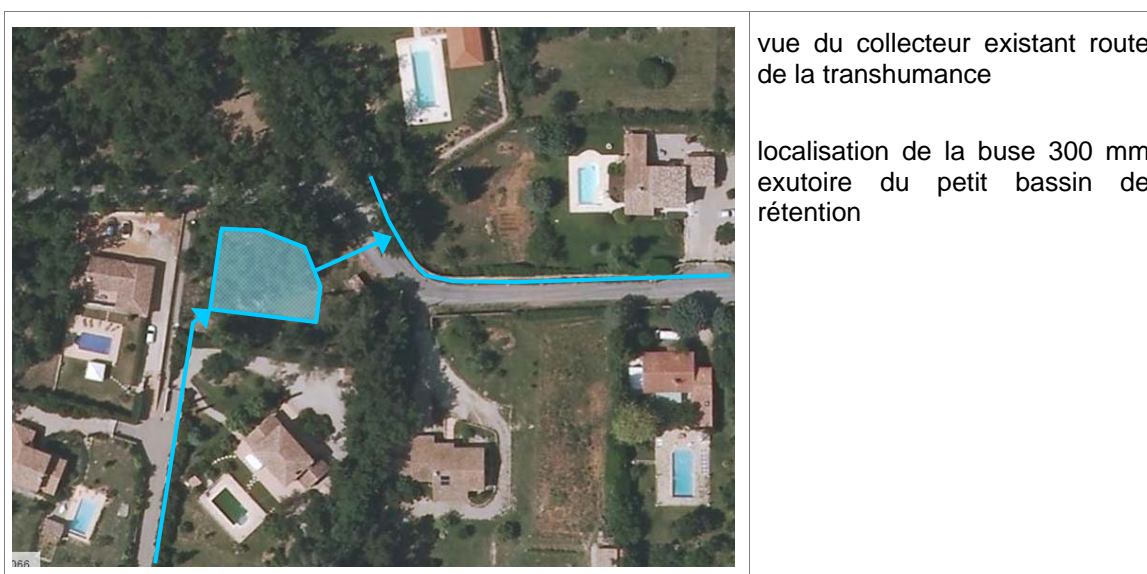 vue du collecteur existant route
de la transhumance
localisation de la buse 300 mm
exutoire du petit bassin de
rétention
066